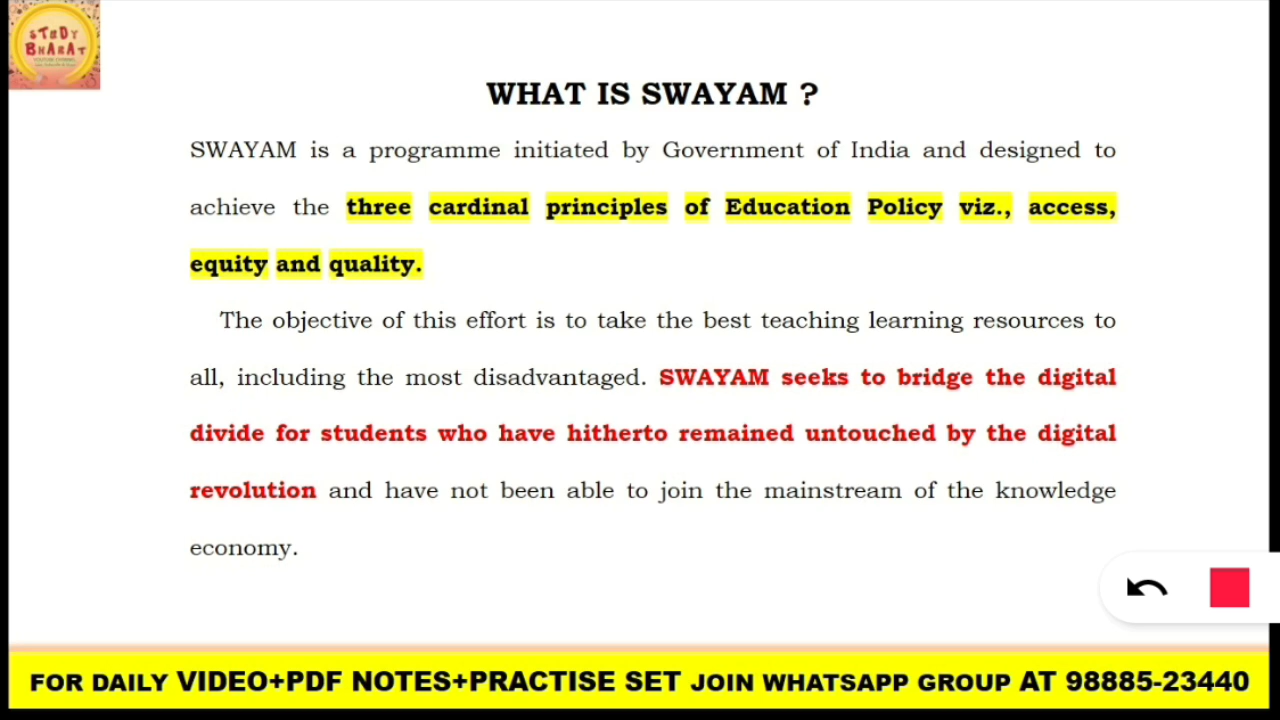 STUDY
BHARAT
WHAT IS SWAYAM ?
SWAYAM is a programme initiated by Government of India and designed to
achieve the three cardinal principles of Education Policy viz., access,
equity and quality.
The objective of this effort is to take the best teaching learning resources to
all, including the most disadvantaged. SWAYAM seeks to bridge the digital
divide for students who have hitherto remained untouched by the digital
revolution and have not been able to join the mainstream of the knowledge
economy.
FOR DAILY VIDEO+PDF NOTES+PRACTISE SET JOIN WHATSAPP GROUP AT 98885-23440